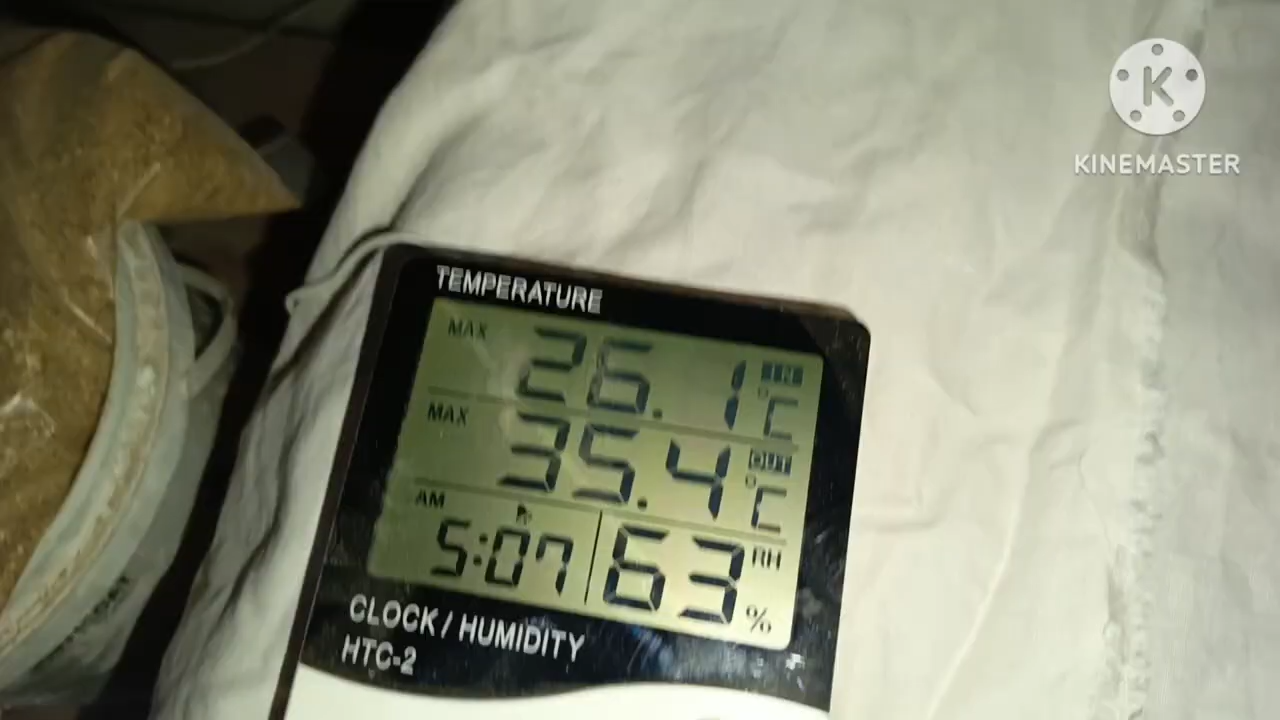 K
KINEMASTER
TEMPERATURE
MAX 26.1 IN °C
MAX 35.4 OUT °C
AM 5:07 63 RH %
CLOCK / HUMIDITY
HTC-2